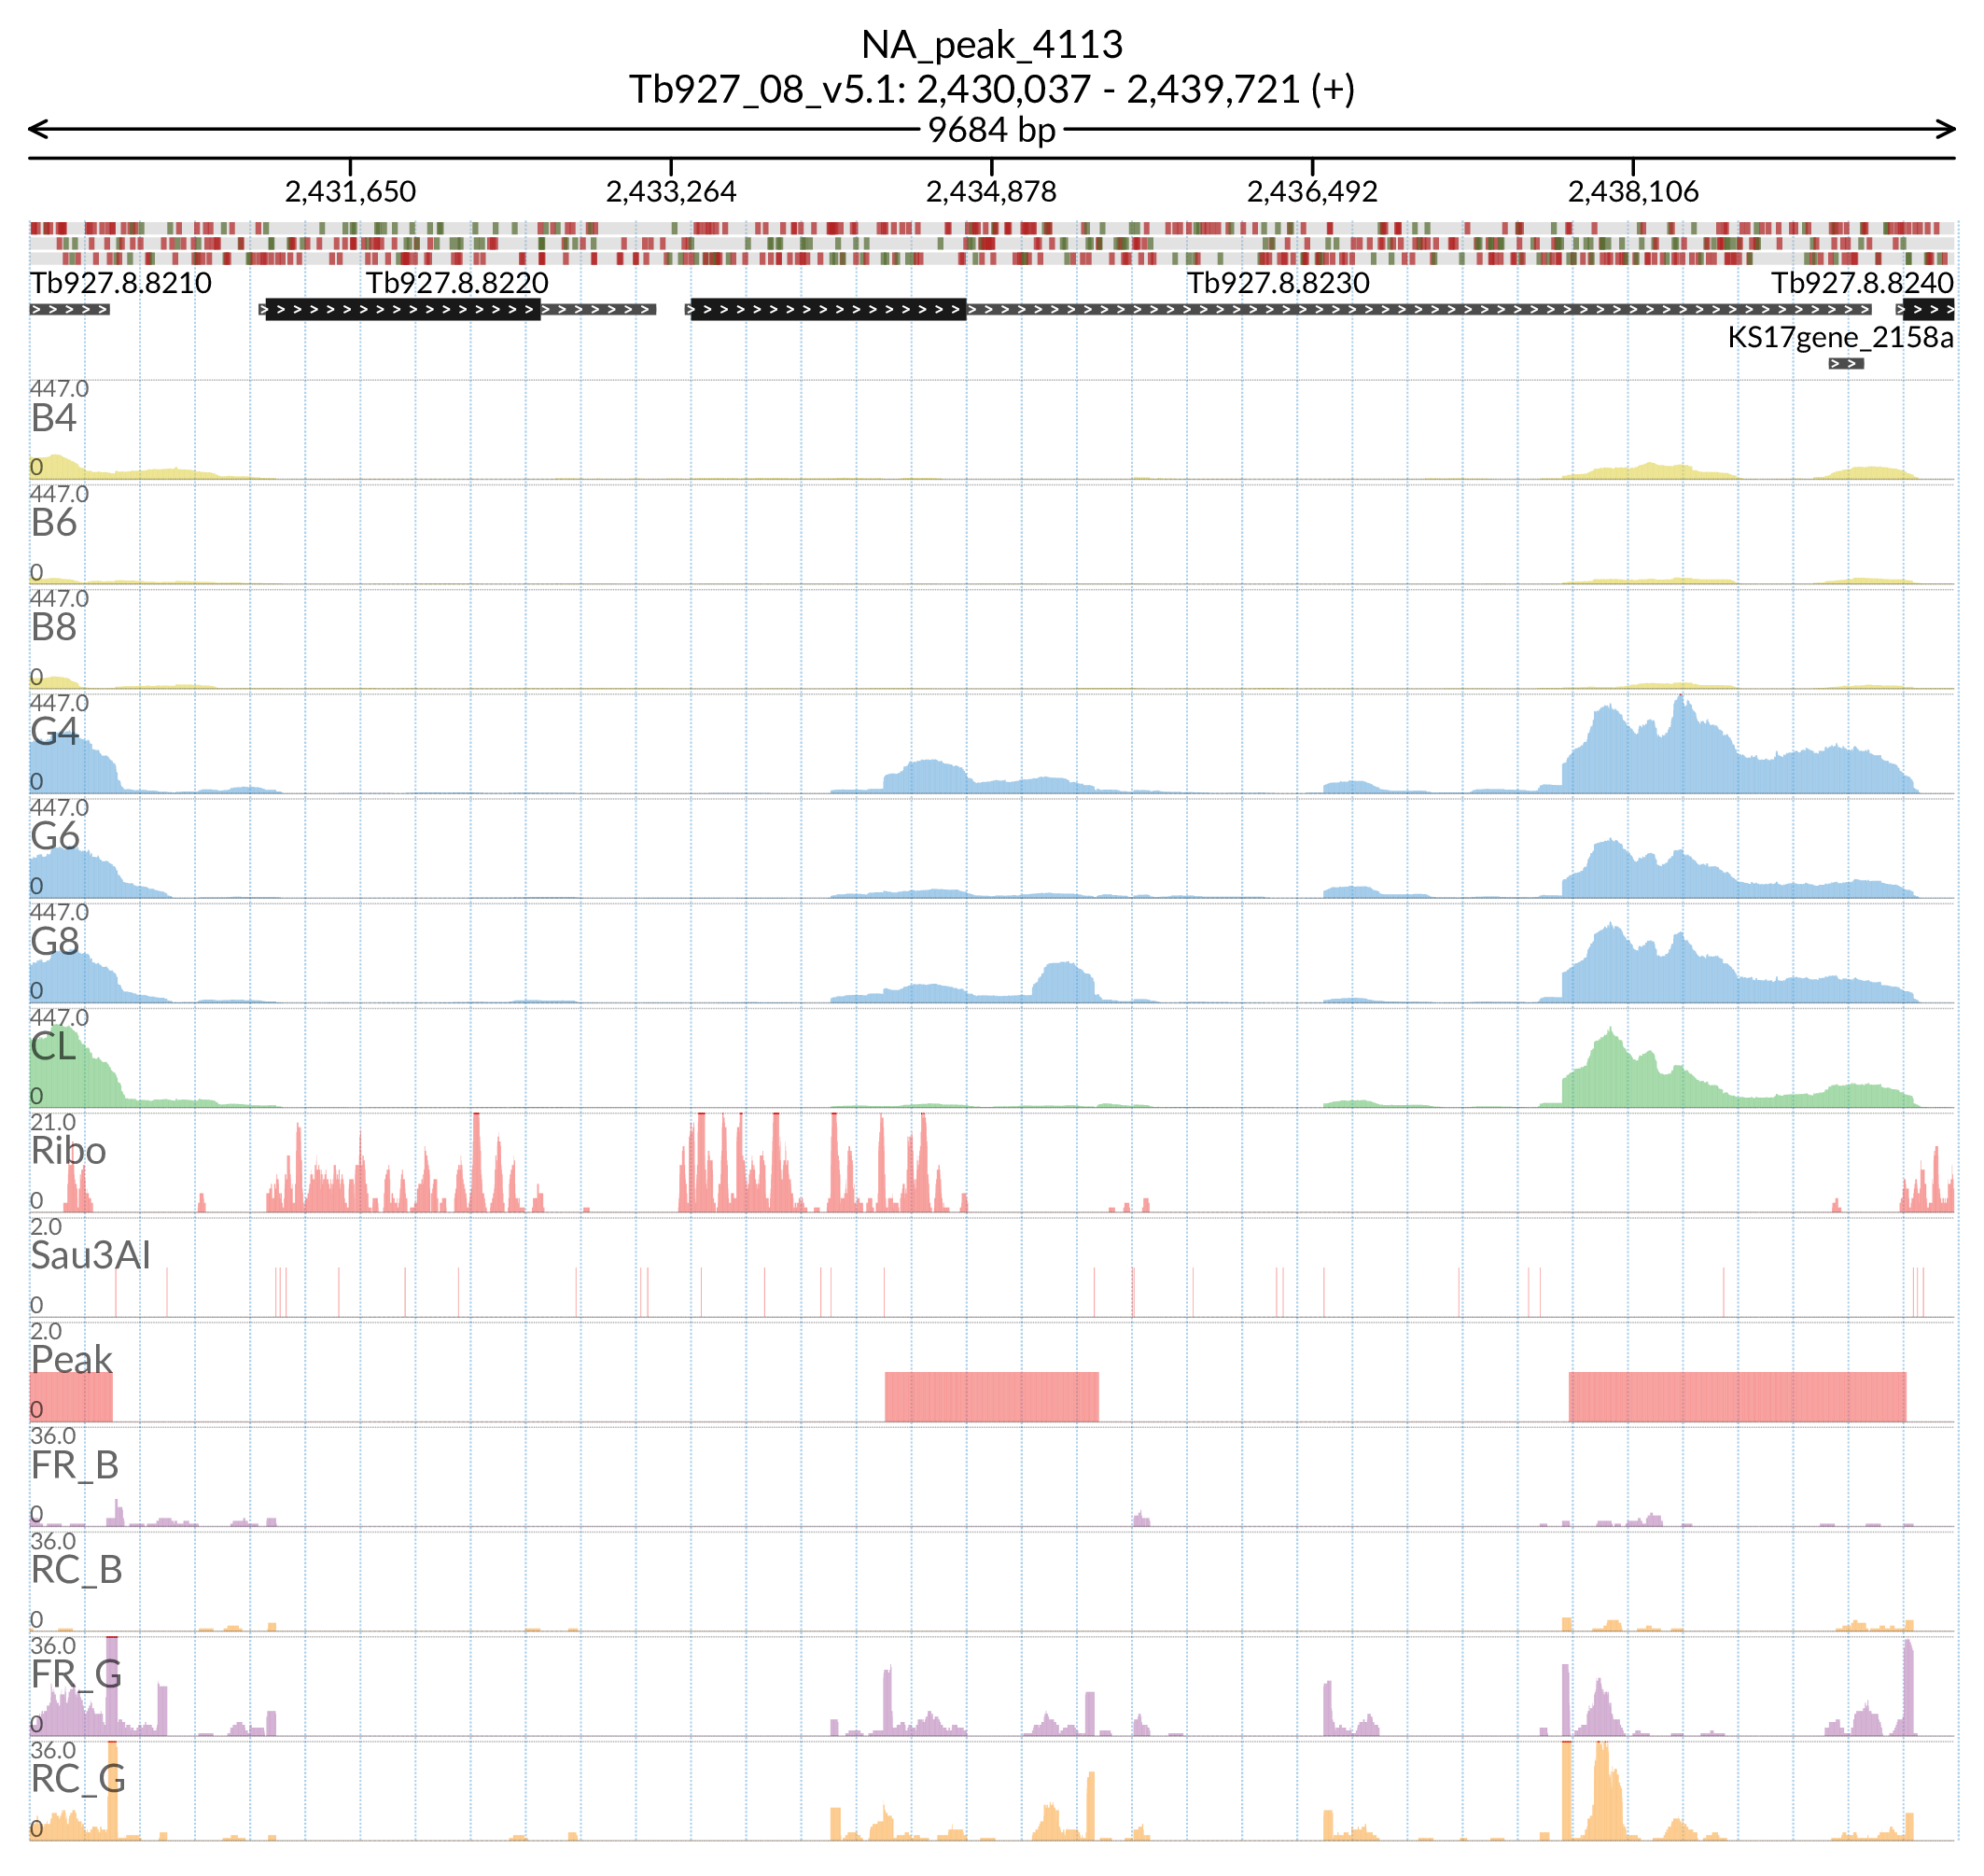 NA_peak_4113
Tb927_08_v5.1: 2,430,037 - 2,439,721 (+)
9684 bp
2,431,650 2,433,264 2,434,878 2,436,492 2,438,106
Tb927.8.8210 Tb927.8.8220 Tb927.8.8230 Tb927.8.8240
KS17gene_2158a
447.0
B4
0
447.0
B6
0
447.0
B8
0
447.0
G4
0
447.0
G6
0
447.0
G8
0
447.0
CL
0
21.0
Ribo
0
2.0
Sau3AI
0
2.0
Peak
0
36.0
FR_B
0
36.0
RC_B
0
36.0
FR_G
0
36.0
RC_G
0